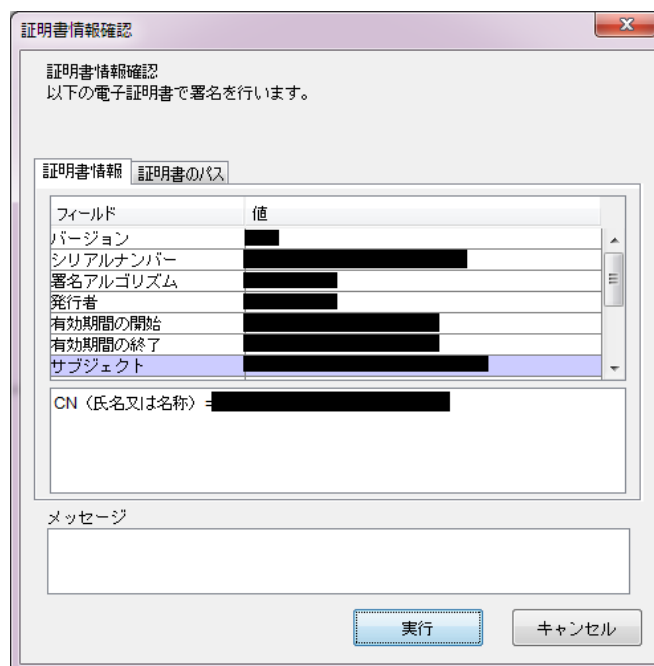 証明書情報確認
証明書情報確認
以下の電子証明書で署名を行います。
証明書情報 証明書のパス
フィールド 値
バージョン
シリアルナンバー
署名アルゴリズム
発行者
有効期間の開始
有効期間の終了
サブジェクト
CN（氏名又は名称）=
メッセージ
実行 キャンセル